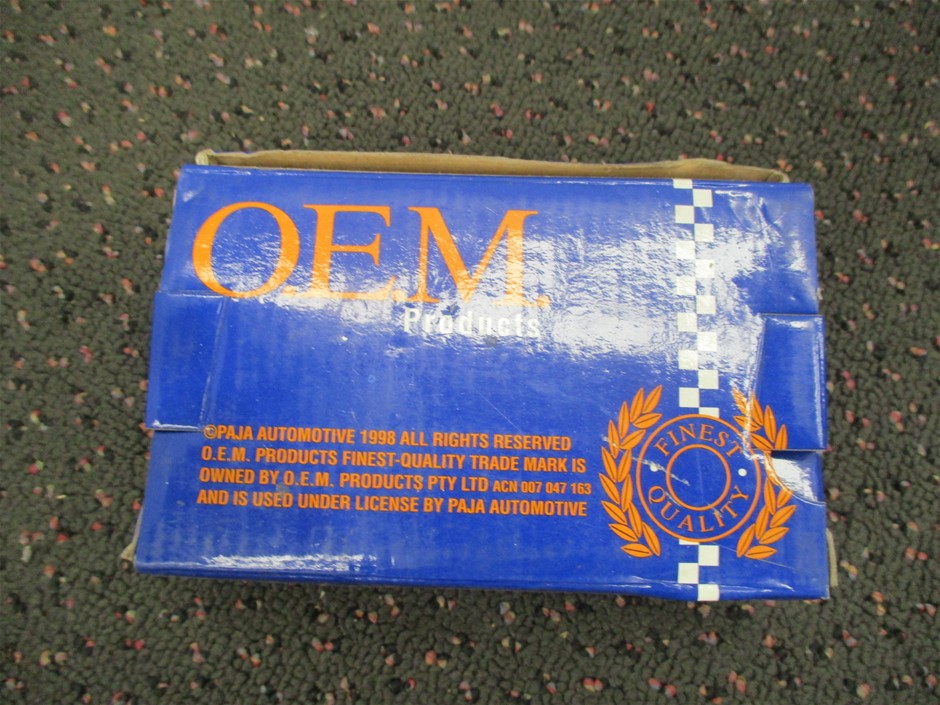 O.E.M.
Products
©PAJA AUTOMOTIVE 1998 ALL RIGHTS RESERVED
O.E.M. PRODUCTS FINEST-QUALITY TRADE MARK IS
OWNED BY O.E.M. PRODUCTS PTY LTD ACN 007 047 163
AND IS USED UNDER LICENSE BY PAJA AUTOMOTIVE
FINEST
QUALITY